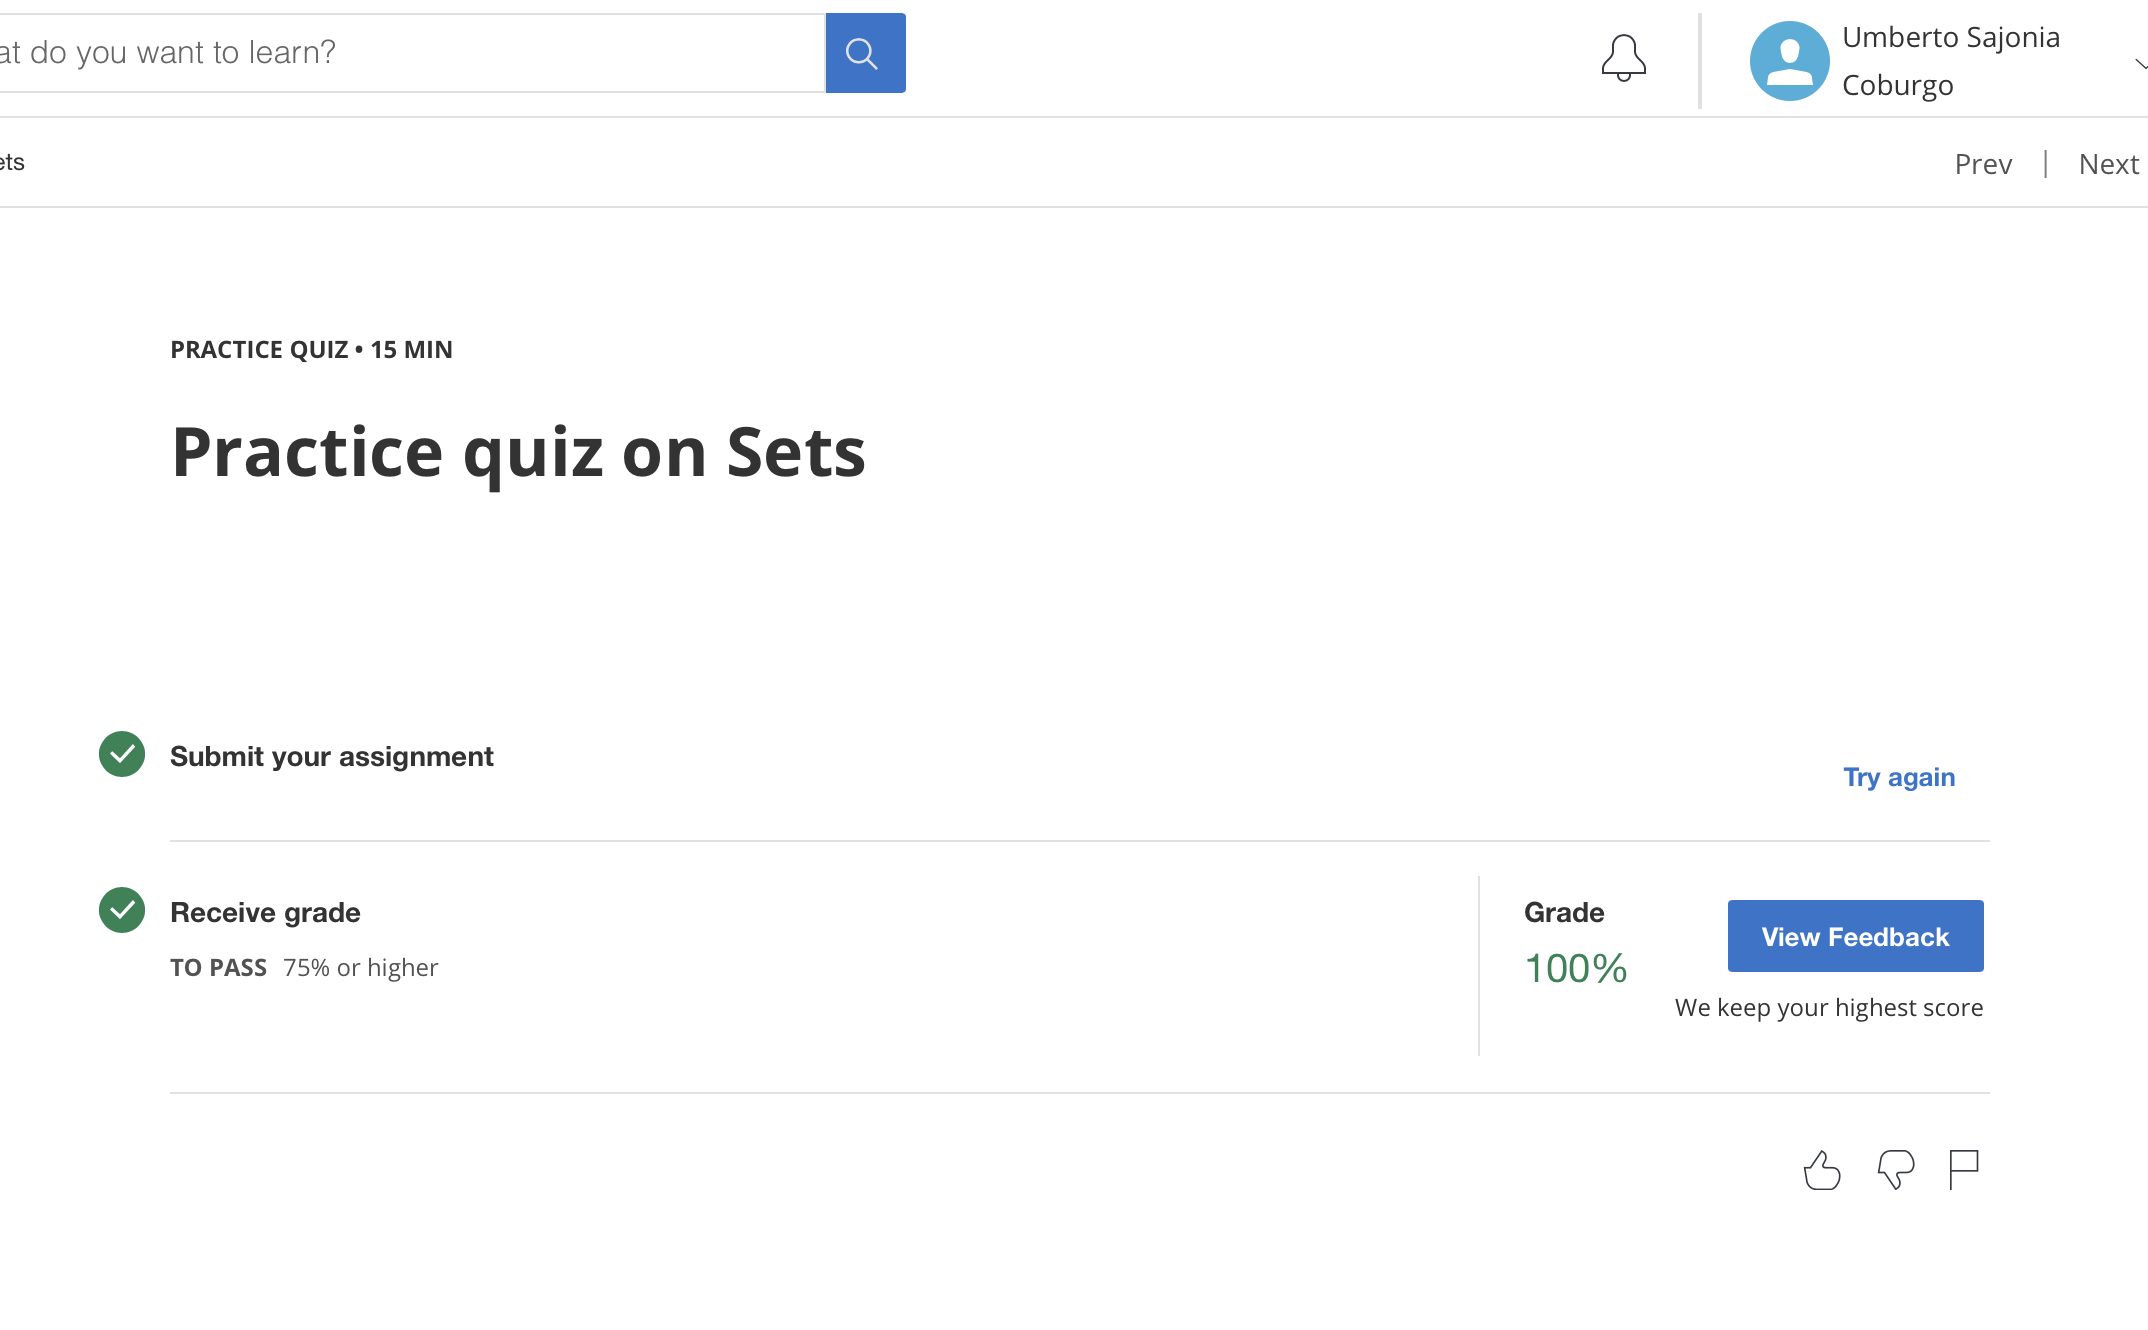 at do you want to learn?
Umberto Sajonia
Coburgo
ets
Prev | Next
PRACTICE QUIZ • 15 MIN
Practice quiz on Sets
Submit your assignment
Try again
Receive grade
TO PASS 75% or higher
Grade
100%
View Feedback
We keep your highest score